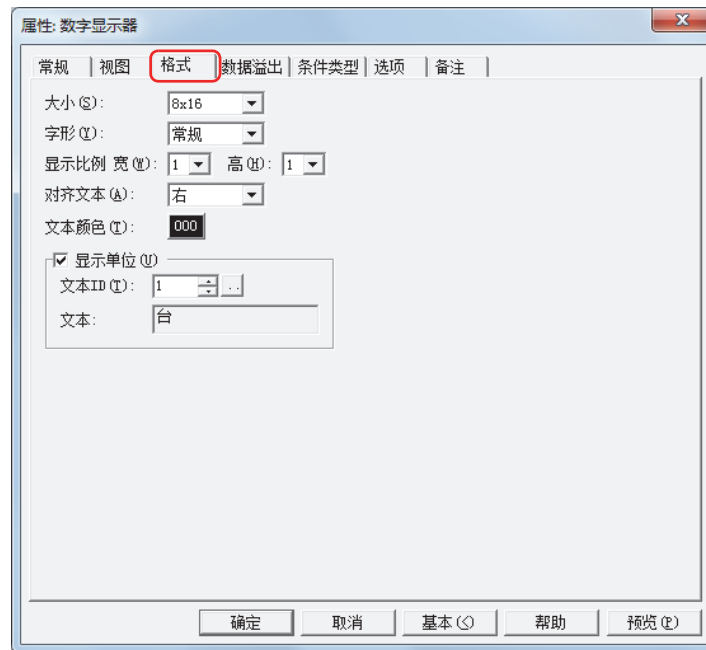 属性: 数字显示器
常规 视图 格式 数据溢出 条件类型 选项 备注
大小(S): 8x16
字形(Y): 常规
显示比例 宽(W): 1 高(H): 1
对齐文本(A): 右
文本颜色(T): 000
显示单位(U)
文本ID(T): 1 ..
文本: 台
确定 取消 基本(<) 帮助 预览(P)